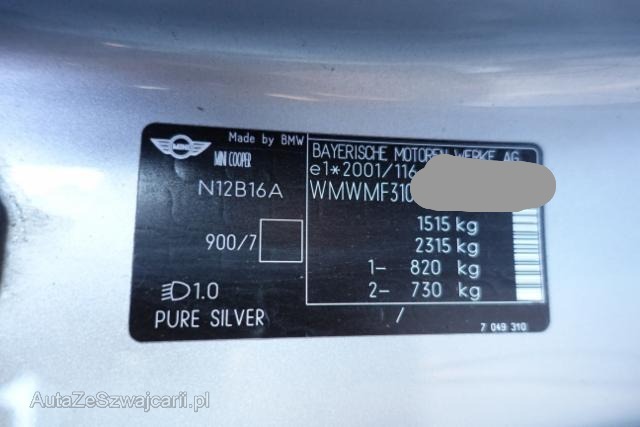 MINI
Made by BMW
MINI COOPER
N12B16A
900/7
1.0
PURE SILVER
BAYERISCHE MOTOREN WERKE AG
e1*2001/116
WMWMF310
1515 kg
2315 kg
1- 820 kg
2- 730 kg
/
7 049 310
AutaZeSzwajcarii.pl